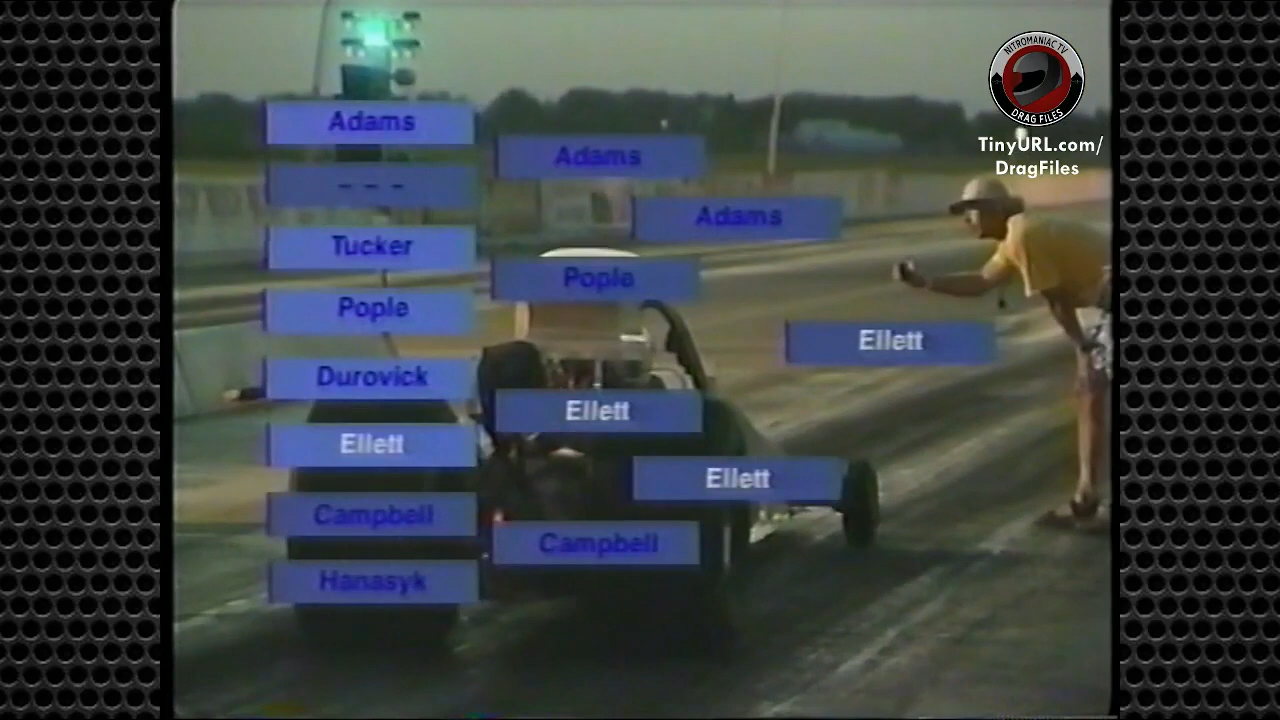 NITROMANIAC TV
DRAG FILES
TinyURL.com/
DragFiles
Adams
- - -
Tucker
Pople
Durovick
Ellett
Campbell
Hanasyk
Adams
Pople
Ellett
Campbell
Adams
Ellett
Ellett